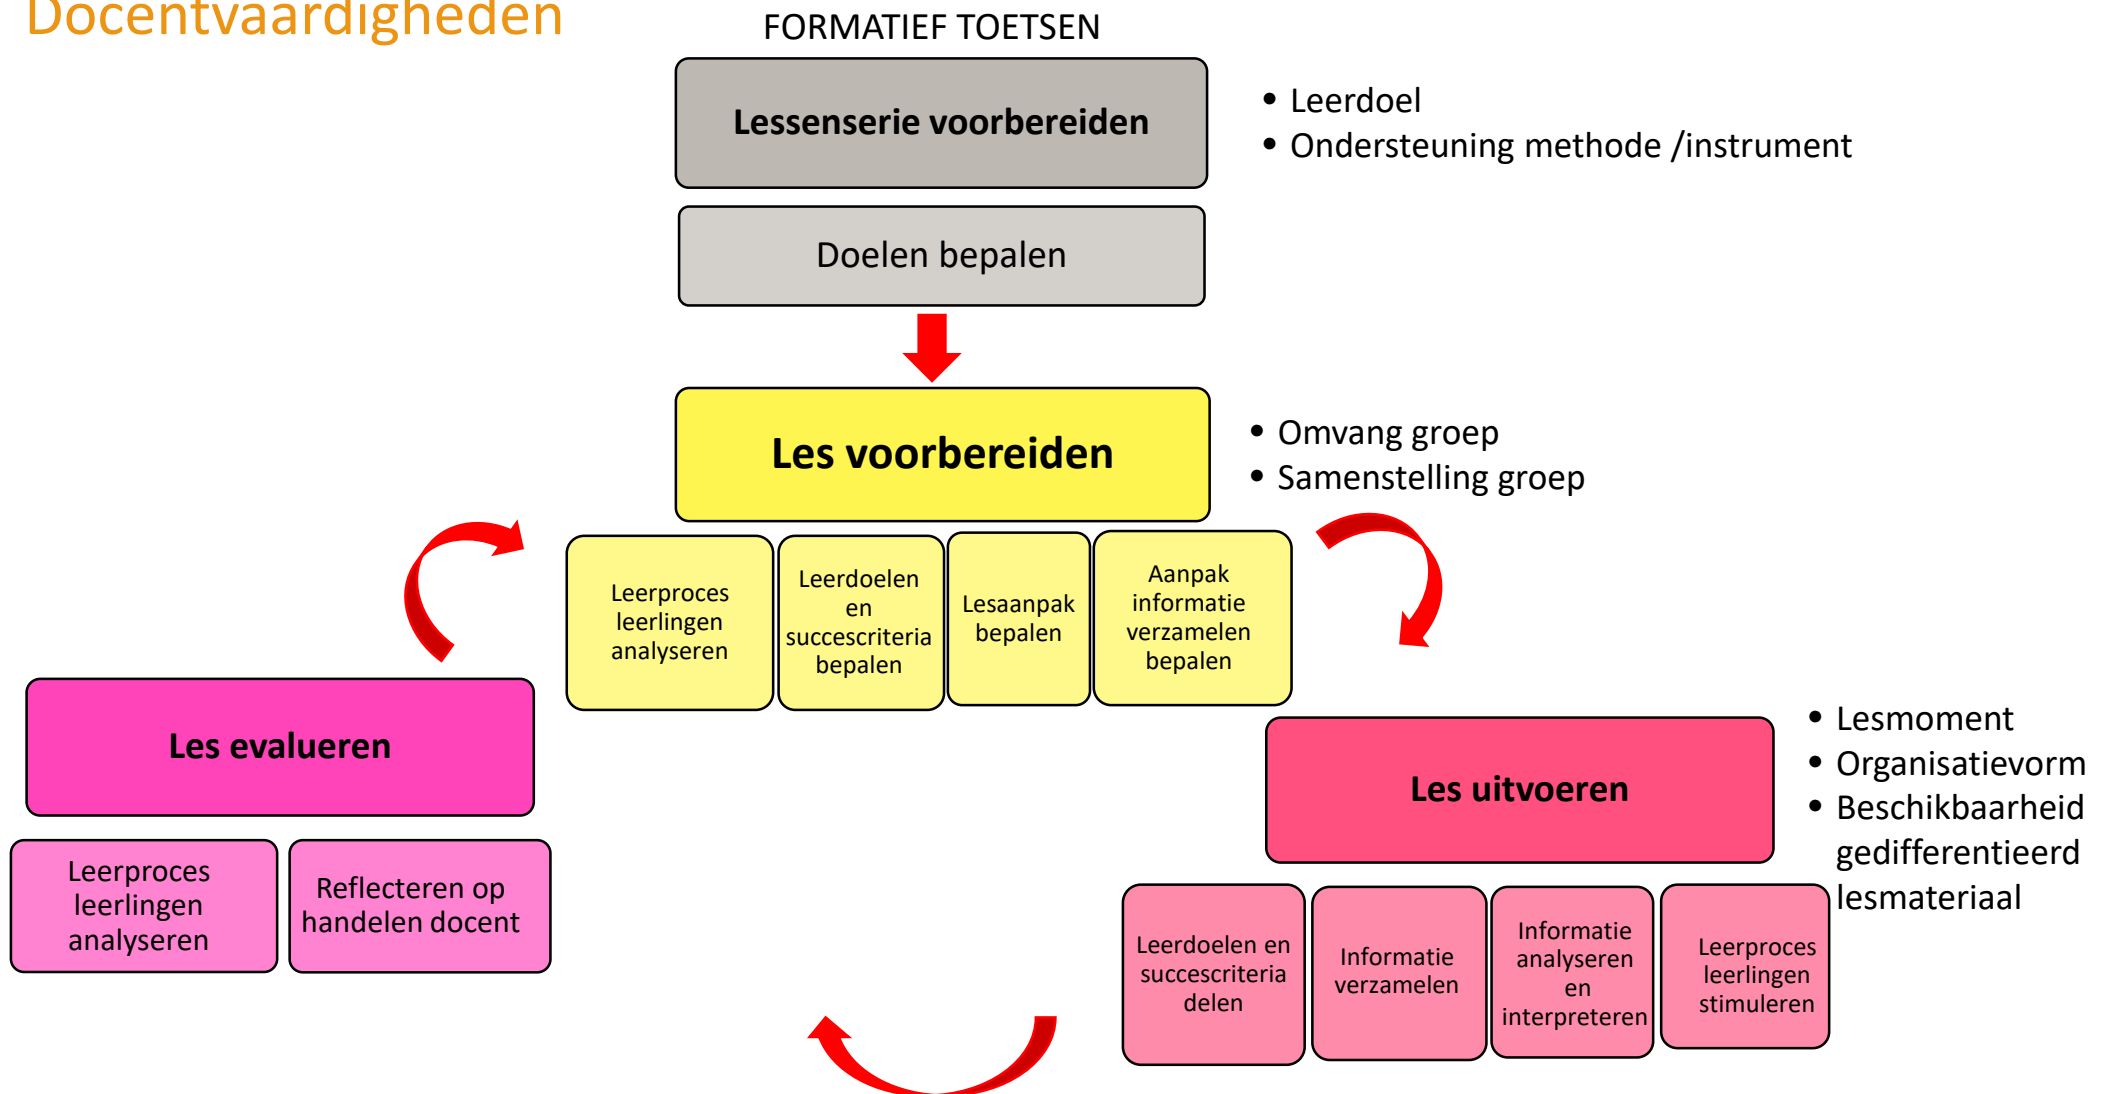 Docentvaardigheden
FORMATIEF TOETSEN
Lessenserie voorbereiden
• Leerdoel
• Ondersteuning methode /instrument
Doelen bepalen
Les voorbereiden
• Omvang groep
• Samenstelling groep
Leerproces
leerlingen
analyseren
Leerdoelen
en
succescriteria
bepalen
Lesaanpak
bepalen
Aanpak
informatie
verzamelen
bepalen
Les evalueren
Leerproces
leerlingen
analyseren
Reflecteren op
handelen docent
Les uitvoeren
• Lesmoment
• Organisatievorm
• Beschikbaarheid
gedifferentieerd
lesmateriaal
Leerdoelen en
succescriteria
delen
Informatie
verzamelen
Informatie
analyseren
en
interpreteren
Leerproces
leerlingen
stimuleren